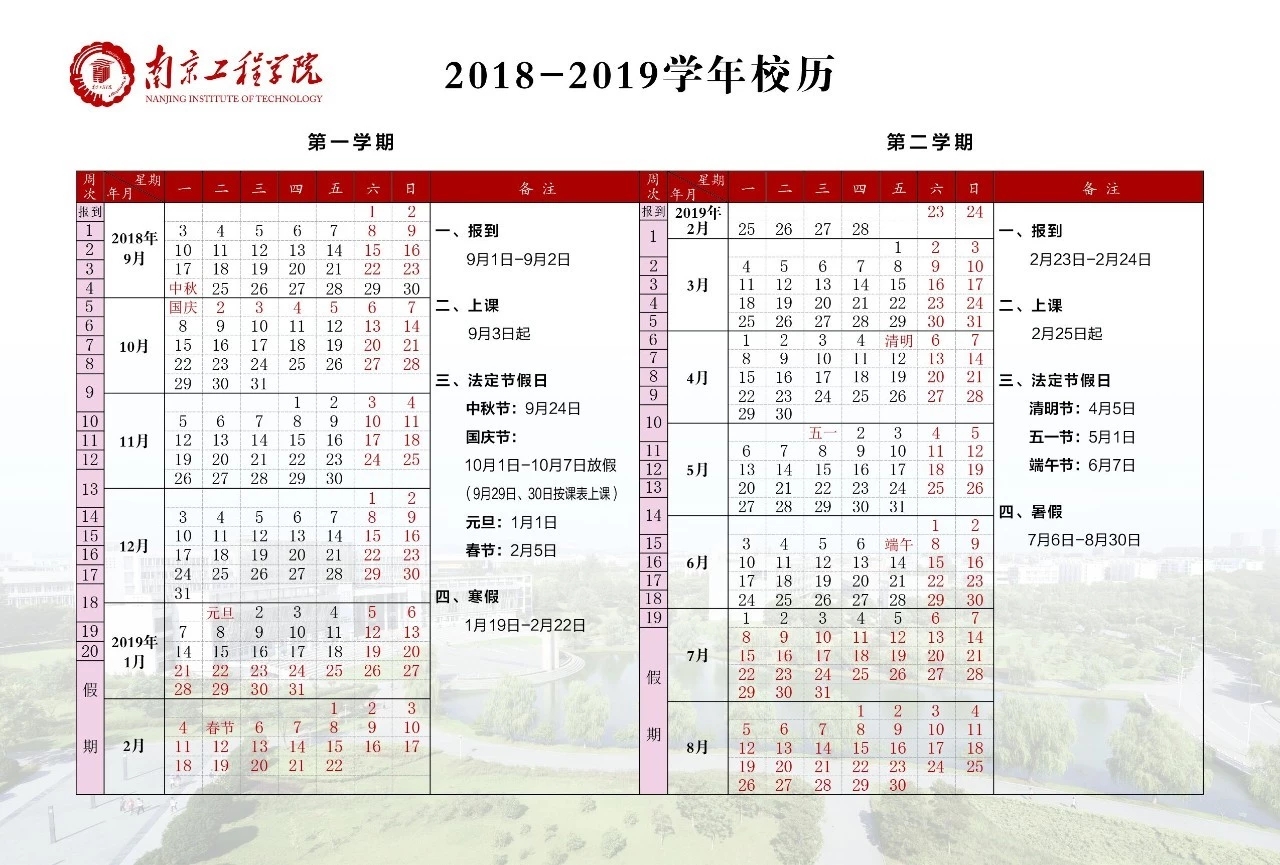 南京工程学院
NANJING INSTITUTE OF TECHNOLOGY
2018-2019学年校历
第一学期
周次 星期 年月 一 二 三 四 五 六 日 备注
报到 2018年9月 1 2
1 3 4 5 6 7 8 9
2 10 11 12 13 14 15 16
3 17 18 19 20 21 22 23
4 中秋 25 26 27 28 29 30
5 10月 国庆 2 3 4 5 6 7
6 8 9 10 11 12 13 14
7 15 16 17 18 19 20 21
8 22 23 24 25 26 27 28
9 29 30 31
11月 1 2 3 4
10 5 6 7 8 9 10 11
11 12 13 14 15 16 17 18
12 19 20 21 22 23 24 25
13 26 27 28 29 30
12月 1 2
14 3 4 5 6 7 8 9
15 10 11 12 13 14 15 16
16 17 18 19 20 21 22 23
17 24 25 26 27 28 29 30
18 31
2019年1月 元旦 2 3 4 5 6
19 7 8 9 10 11 12 13
20 14 15 16 17 18 19 20
假期 21 22 23 24 25 26 27
28 29 30 31
2月 1 2 3
4 春节 6 7 8 9 10
11 12 13 14 15 16 17
18 19 20 21 22
一、报到
9月1日-9月2日
二、上课
9月3日起
三、法定节假日
中秋节：9月24日
国庆节：
10月1日-10月7日放假
（9月29日、30日按课表上课）
元旦：1月1日
春节：2月5日
四、寒假
1月19日-2月22日
第二学期
周次 星期 年月 一 二 三 四 五 六 日 备注
报到 2019年2月 23 24
1 25 26 27 28
3月 1 2 3
2 4 5 6 7 8 9 10
3 11 12 13 14 15 16 17
4 18 19 20 21 22 23 24
5 25 26 27 28 29 30 31
6 4月 1 2 3 4 清明 6 7
7 8 9 10 11 12 13 14
8 15 16 17 18 19 20 21
9 22 23 24 25 26 27 28
10 29 30
5月 五一 2 3 4 5
11 6 7 8 9 10 11 12
12 13 14 15 16 17 18 19
13 20 21 22 23 24 25 26
14 27 28 29 30 31
6月 1 2
15 3 4 5 6 端午 8 9
16 10 11 12 13 14 15 16
17 17 18 19 20 21 22 23
18 24 25 26 27 28 29 30
19 7月 1 2 3 4 5 6 7
假期 8 9 10 11 12 13 14
15 16 17 18 19 20 21
22 23 24 25 26 27 28
29 30 31
8月 1 2 3 4
5 6 7 8 9 10 11
12 13 14 15 16 17 18
19 20 21 22 23 24 25
26 27 28 29 30
一、报到
2月23日-2月24日
二、上课
2月25日起
三、法定节假日
清明节：4月5日
五一节：5月1日
端午节：6月7日
四、暑假
7月6日-8月30日